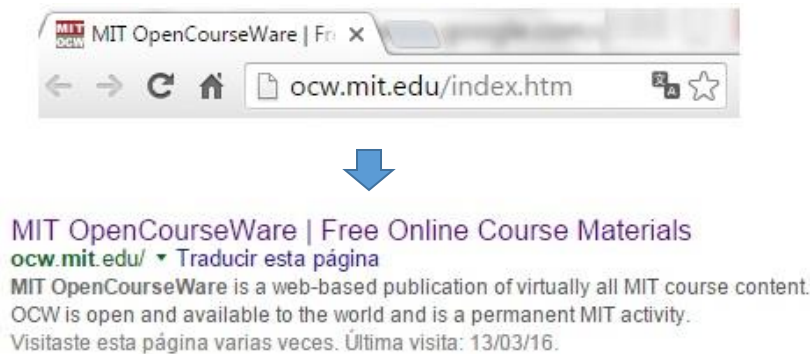 MIT OCW MIT OpenCourseWare | Fr
ocw.mit.edu/index.htm
MIT OpenCourseWare | Free Online Course Materials
ocw.mit.edu/ ▾ Traducir esta página
MIT OpenCourseWare is a web-based publication of virtually all MIT course content.
OCW is open and available to the world and is a permanent MIT activity.
Visitaste esta página varias veces. Última visita: 13/03/16.